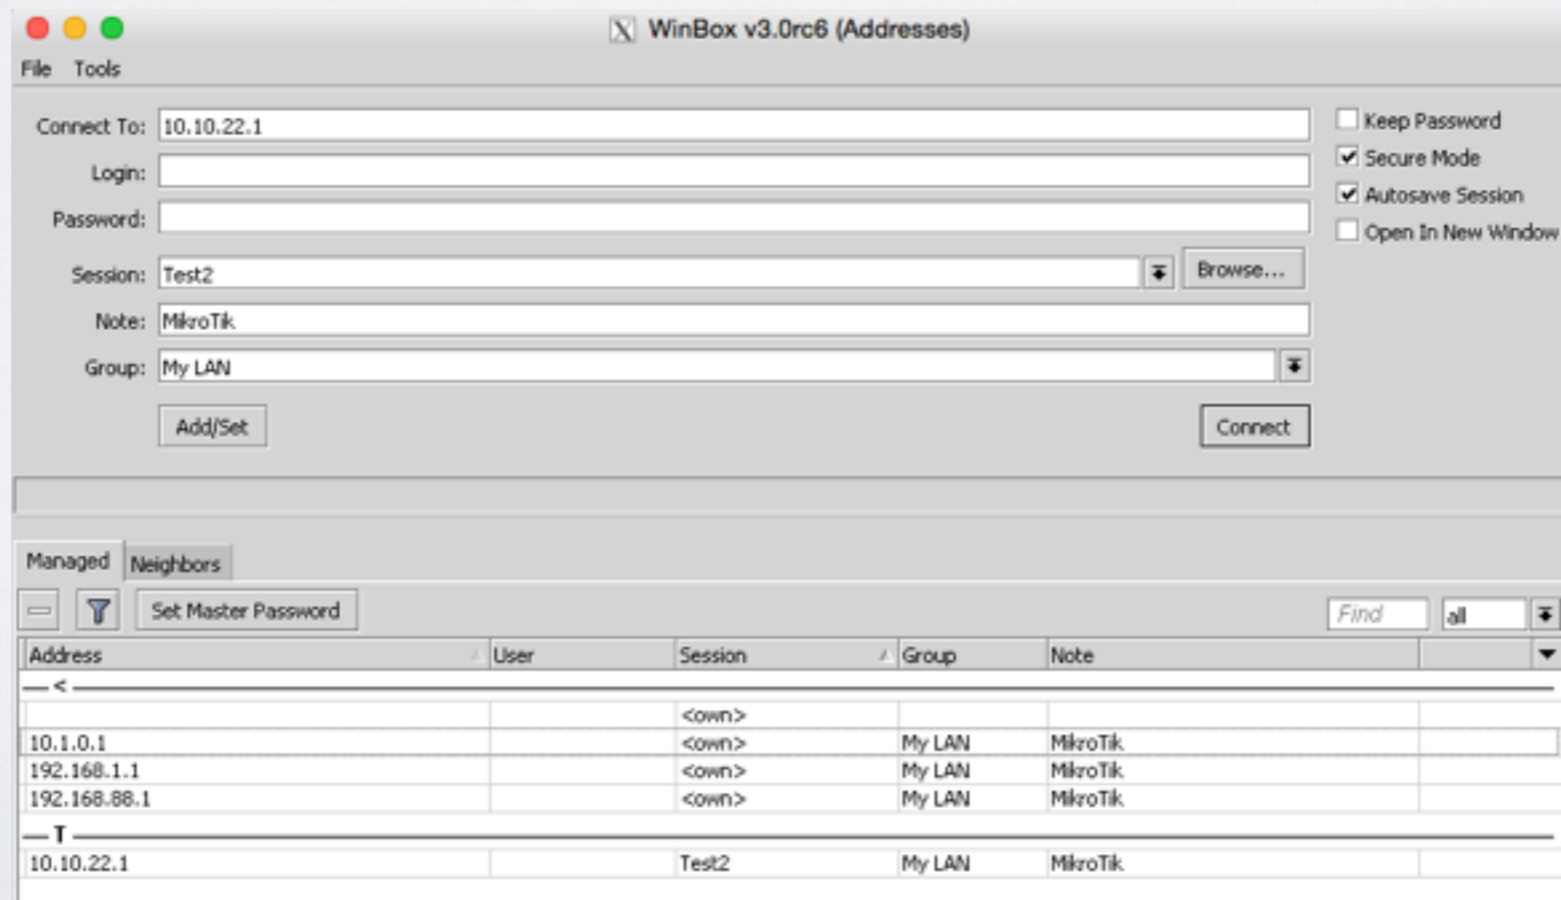 WinBox v3.0rc6 (Addresses)
File Tools
Connect To: 10.10.22.1
Keep Password
Login:
Secure Mode
Password:
Autosave Session
Open In New Window
Session: Test2 Browse...
Note: MikroTik
Group: My LAN
Add/Set Connect
Managed Neighbors
Set Master Password Find all
Address User Session Group Note
<
<own>
10.1.0.1 <own> My LAN MikroTik
192.168.1.1 <own> My LAN MikroTik
192.168.88.1 <own> My LAN MikroTik
T
10.10.22.1 Test2 My LAN MikroTik